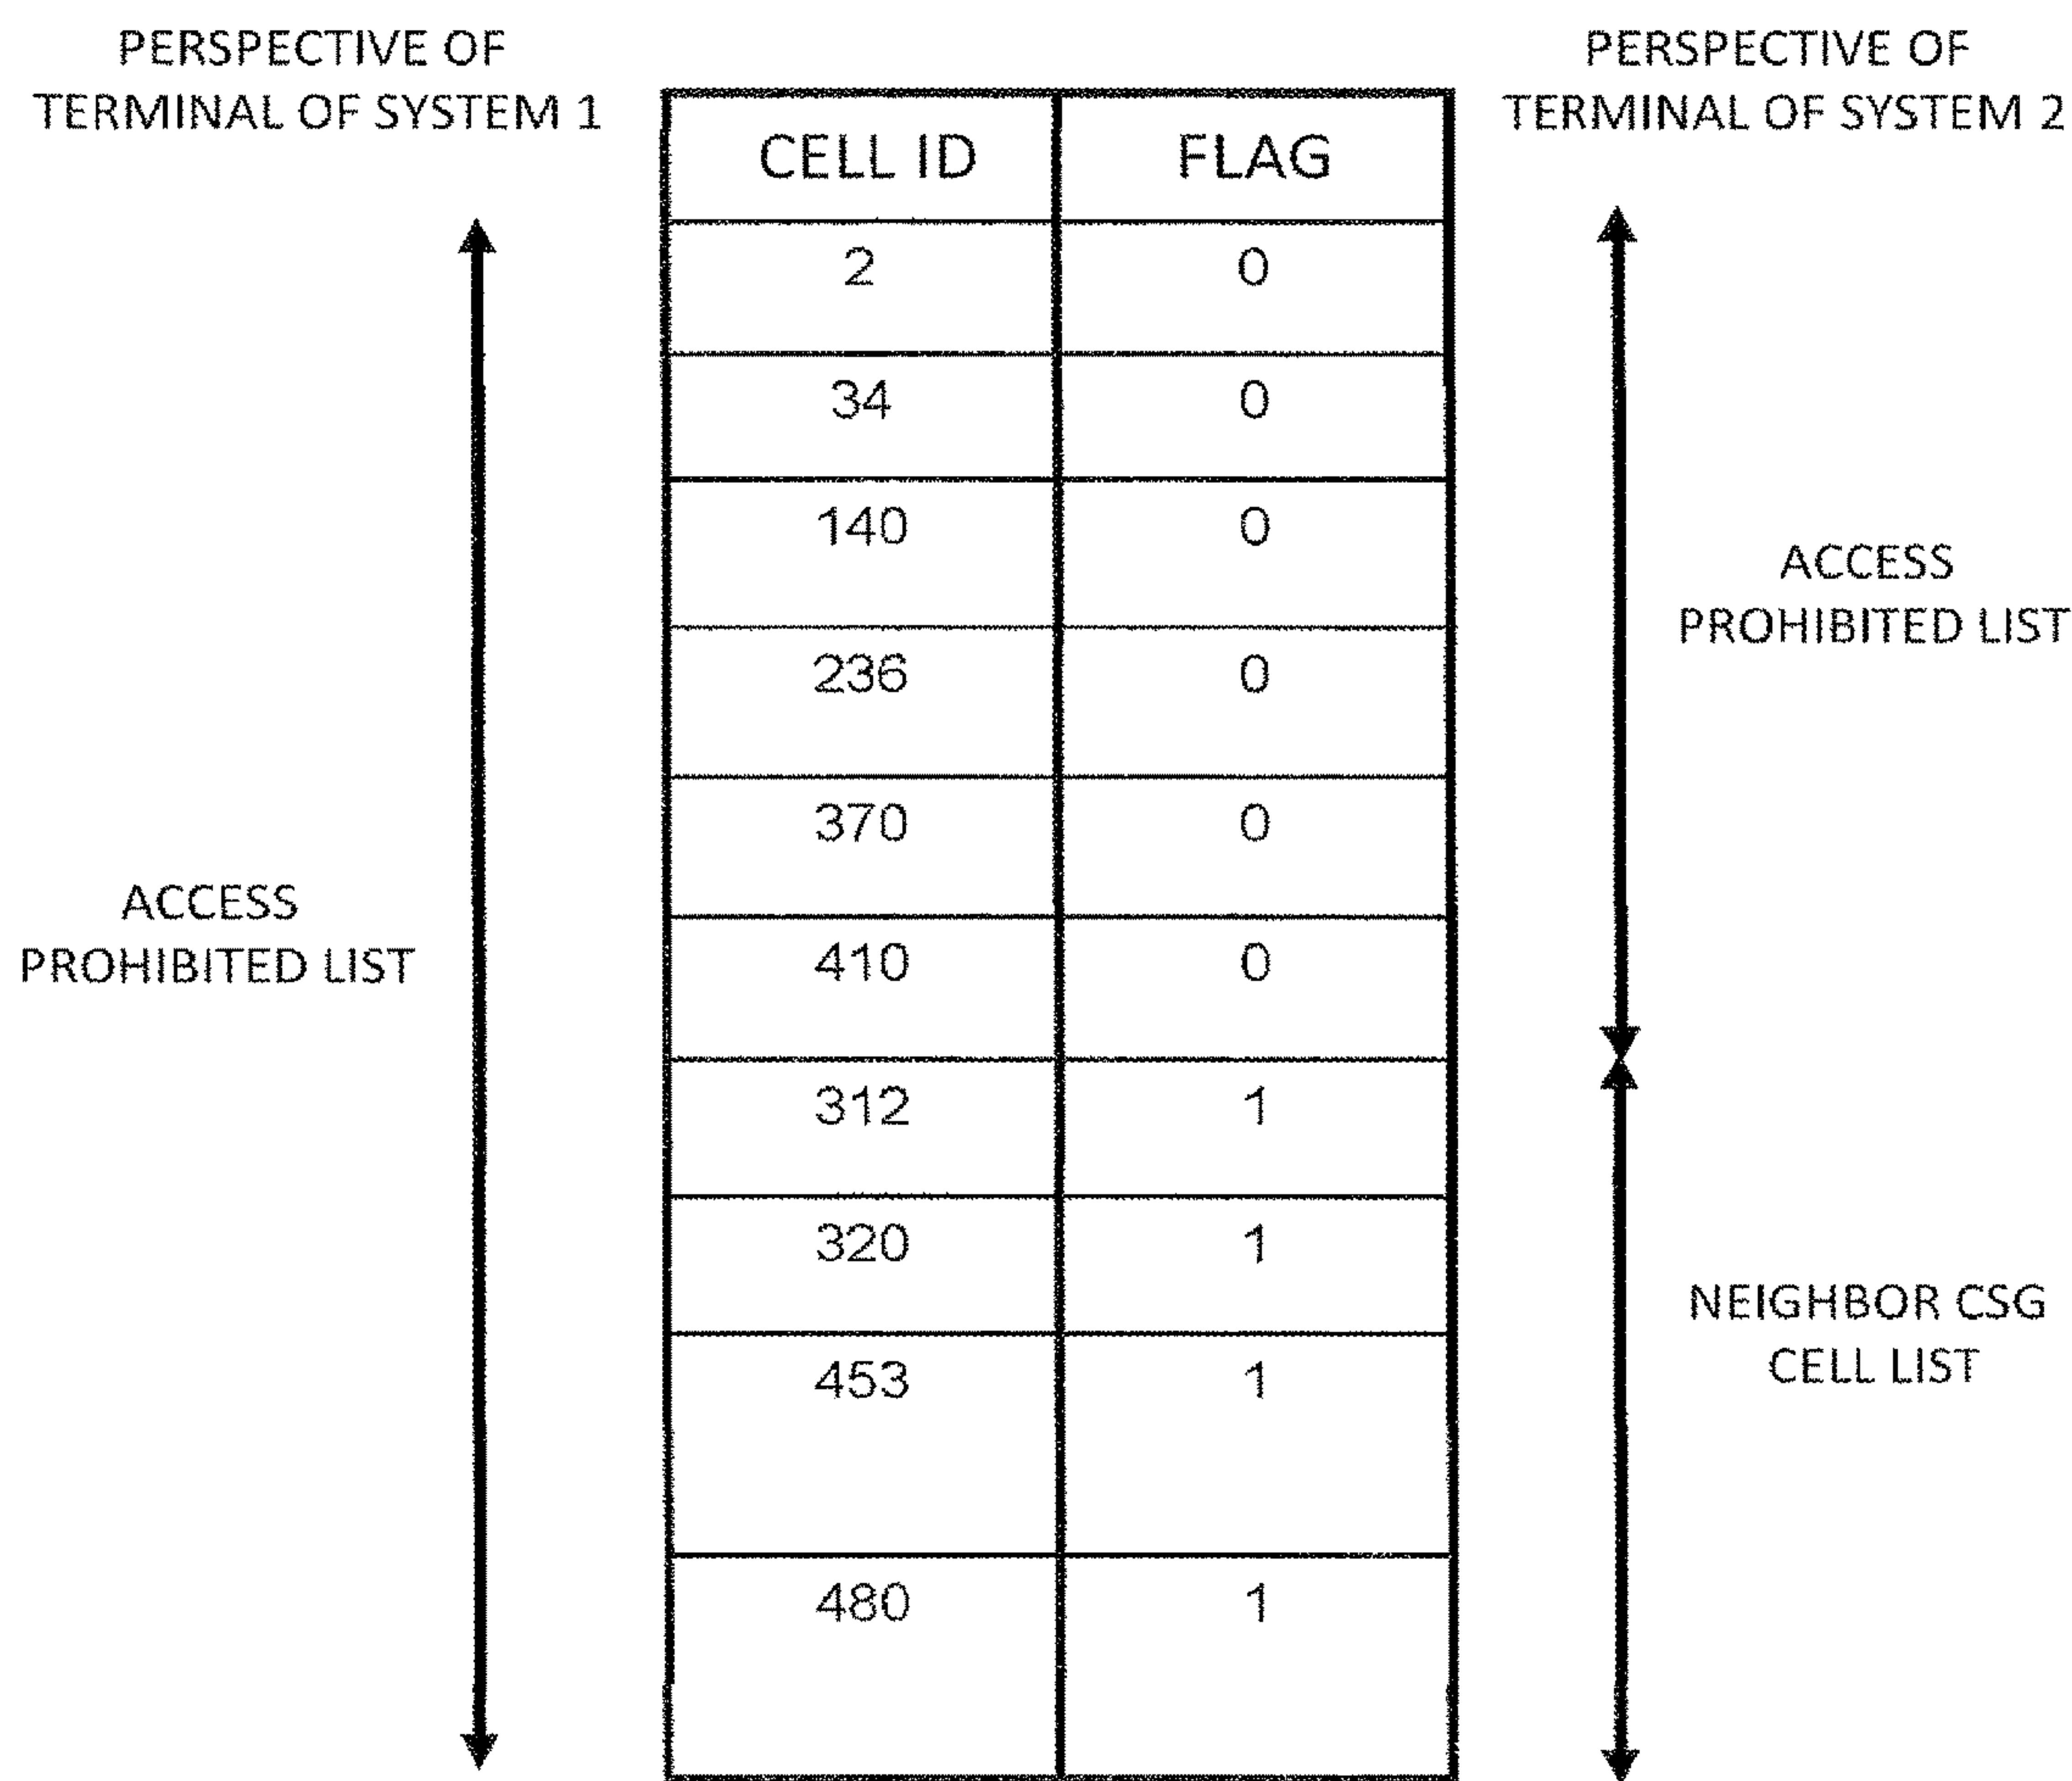 PERSPECTIVE OF
TERMINAL OF SYSTEM 1
PERSPECTIVE OF
TERMINAL OF SYSTEM 2
CELL ID FLAG
2 0
34 0
140 0
236 0
370 0
410 0
312 1
320 1
453 1
480 1
ACCESS
PROHIBITED LIST
ACCESS
PROHIBITED LIST
NEIGHBOR CSG
CELL LIST